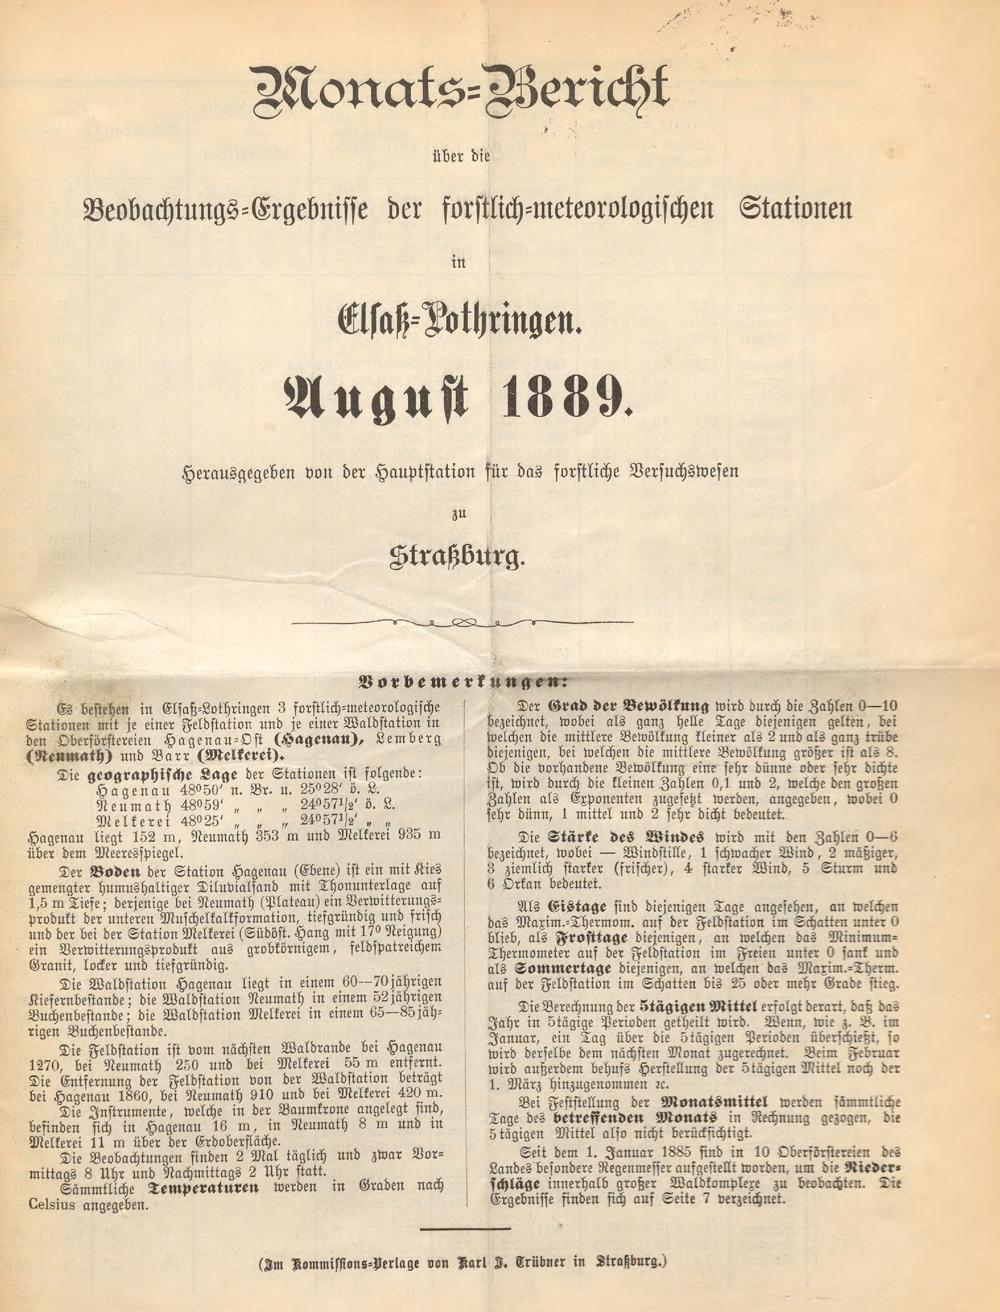 Monats-Bericht
über die
Beobachtungs-Ergebnisse der forstlich-meteorologischen Stationen
in
Elsaß-Lothringen.
August 1889.
Herausgegeben von der Hauptstation für das forstliche Versuchswesen
zu
Straßburg.
Vorbemerkungen:
Es bestehen in Elsaß-Lothringen 3 forstlich-meteorologische
Stationen mit je einer Feldstation und je einer Waldstation in
den Oberförstereien Hagenau-Ost (Hagenau), Lemberg
(Neumath) und Barr (Melkerei).
Die geographische Lage der Stationen ist folgende:
Hagenau 48°50′ n. Br. u. 25°28′ ö. L.
Neumath 48°59′ „ „ „ 24°57½′ ö. L.
Melkerei 48°25′ „ „ „ 24°57½′ „ „
Hagenau liegt 152 m, Neumath 353 m und Melkerei 935 m
über dem Meeresspiegel.
Der Boden der Station Hagenau (Ebene) ist ein mit Kies
gemengter humushaltiger Diluvialsand mit Thonunterlage auf
1,5 m Tiefe; derjenige bei Neumath (Plateau) ein Verwitterungs-
produkt der unteren Muschelkalkformation, tiefgründig und frisch
und der bei der Station Melkerei (Südöst. Hang mit 17° Neigung)
ein Verwitterungsprodukt aus grobkörnigem, feldspatreichem
Granit, locker und tiefgründig.
Die Waldstation Hagenau liegt in einem 60—70jährigen
Kiefernbestande; die Waldstation Neumath in einem 52jährigen
Buchenbestande; die Waldstation Melkerei in einem 65—85jäh-
rigen Buchenbestande.
Die Feldstation ist vom nächsten Waldrande bei Hagenau
1270, bei Neumath 250 und bei Melkerei 55 m entfernt.
Die Entfernung der Feldstation von der Waldstation beträgt
bei Hagenau 1860, bei Neumath 910 und bei Melkerei 420 m.
Die Instrumente, welche in der Baumkrone angelegt sind,
befinden sich in Hagenau 16 m, in Neumath 8 m und in
Melkerei 11 m über der Erdoberfläche.
Die Beobachtungen finden 2 Mal täglich und zwar Vor-
mittags 8 Uhr und Nachmittags 2 Uhr statt.
Sämmtliche Temperaturen werden in Graden nach
Celsius angegeben.
Der Grad der Bewölkung wird durch die Zahlen 0—10
bezeichnet, wobei als ganz helle Tage diejenigen gelten, bei
welchen die mittlere Bewölkung kleiner als 2 und als ganz trübe
diejenigen, bei welchen die mittlere Bewölkung größer ist als 8.
Ob die vorhandene Bewölkung eine sehr dünne oder sehr dichte
ist, wird durch die kleinen Zahlen 0,1 und 2, welche den großen
Zahlen als Exponenten zugesetzt werden, angegeben, wobei 0
sehr dünn, 1 mittel und 2 sehr dicht bedeutet.
Die Stärke des Windes wird mit den Zahlen 0—6
bezeichnet, wobei — Windstille, 1 schwacher Wind, 2 mäßiger,
3 ziemlich starker (frischer), 4 starker Wind, 5 Sturm und
6 Orkan bedeutet.
Als Eistage sind diejenigen Tage angesehen, an welchen
das Maxim.-Thermom. auf der Feldstation im Schatten unter 0
blieb, als Frosttage diejenigen, an welchen das Minimum-
Thermometer auf der Feldstation im Freien unter 0 sank und
als Sommertage diejenigen, an welchen das Maxim.-Therm.
auf der Feldstation im Schatten bis 25 oder mehr Grade stieg.
Die Berechnung der 5tägigen Mittel erfolgt derart, daß das
Jahr in 5tägige Perioden getheilt wird. Wenn, wie z. B. im
Januar, ein Tag über die 5tägigen Perioden überschießt, so
wird derselbe dem nächsten Monat zugerechnet. Beim Februar
wird außerdem behufs Herstellung der 5tägigen Mittel noch der
1. März hinzugenommen ꝛc.
Bei Feststellung der Monatsmittel werden sämmtliche
Tage des betreffenden Monats in Rechnung gezogen, die
5tägigen Mittel also nicht berücksichtigt.
Seit dem 1. Januar 1885 sind in 10 Oberförstereien des
Landes besondere Regenmesser aufgestellt worden, um die Nieder-
schläge innerhalb großer Waldkomplexe zu beobachten. Die
Ergebnisse finden sich auf Seite 7 verzeichnet.
(Im Kommissions-Verlage von Karl J. Trübner in Straßburg.)